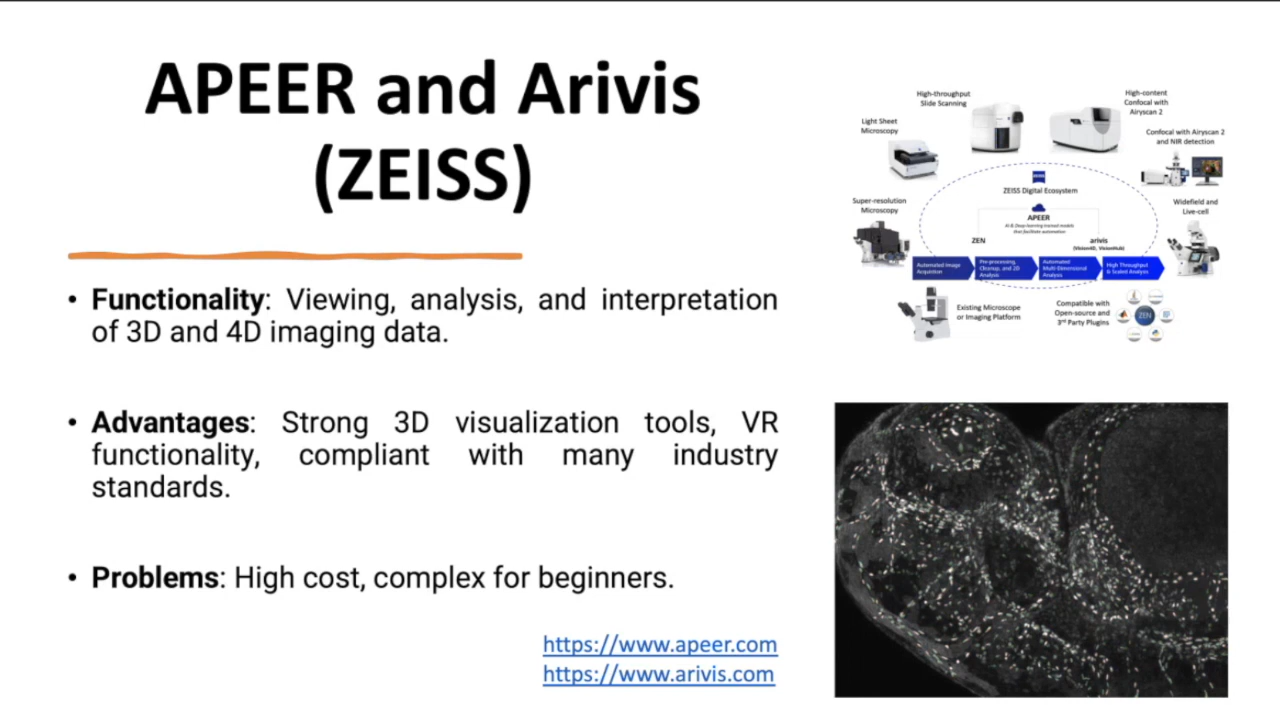 APEER and Arivis
(ZEISS)
• Functionality: Viewing, analysis, and interpretation
of 3D and 4D imaging data.
• Advantages: Strong 3D visualization tools, VR
functionality, compliant with many industry
standards.
• Problems: High cost, complex for beginners.
https://www.apeer.com
https://www.arivis.com
High-throughput
Slide Scanning
High-content
Confocal with
Airyscan 2
Light Sheet
Microscopy
Confocal with Airyscan 2
and NIR detection
ZEISS
ZEISS Digital Ecosystem
Super-resolution
Microscopy
Widefield and
Live-cell
APEER
AI & Deep-learning trained models
that facilitate automation
ZEN
arivis
(Vision4D, VisionHub)
Automated Image
Acquisition
Pre-processing,
Cleanup, and 2D
Analysis
Automated
Multi-Dimensional
Analysis
High Throughput
& Scaled Analysis
Existing Microscope
or Imaging Platform
Compatible with
Open-source and
3rd Party Plugins
ZEN